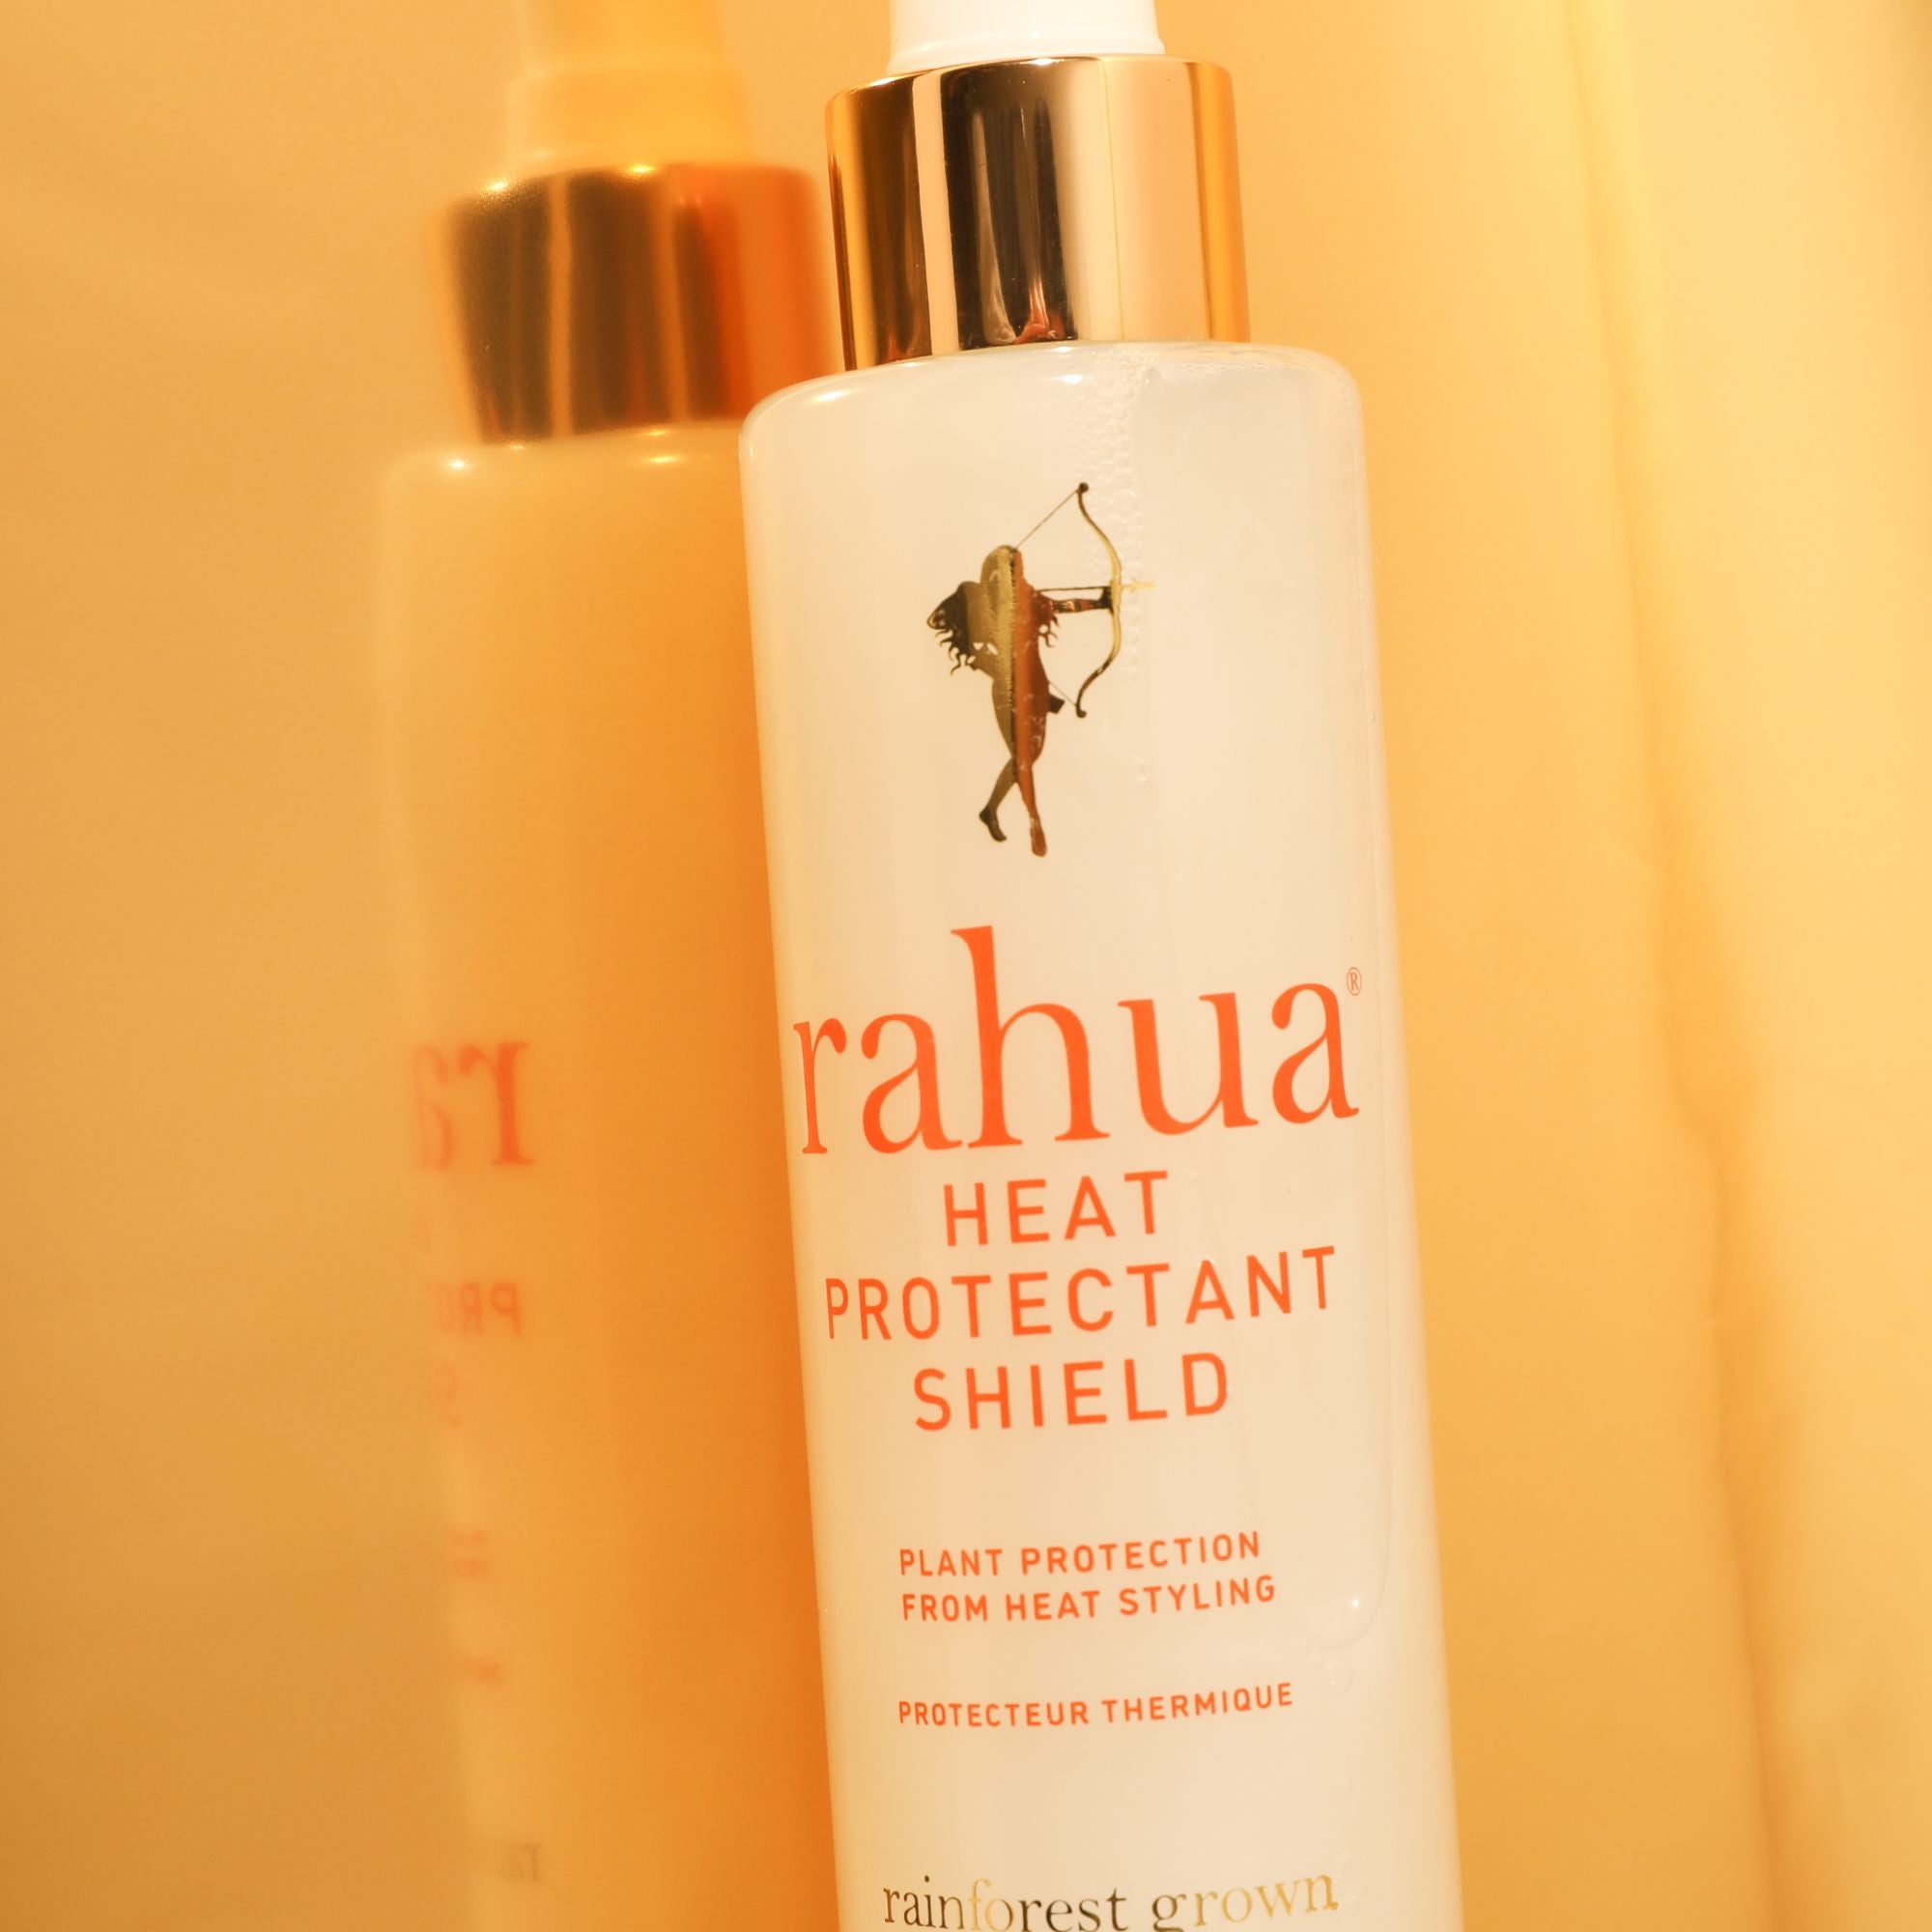 rahua®
HEAT
PROTECTANT
SHIELD
PLANT PROTECTION
FROM HEAT STYLING
PROTECTEUR THERMIQUE
rainforest grown